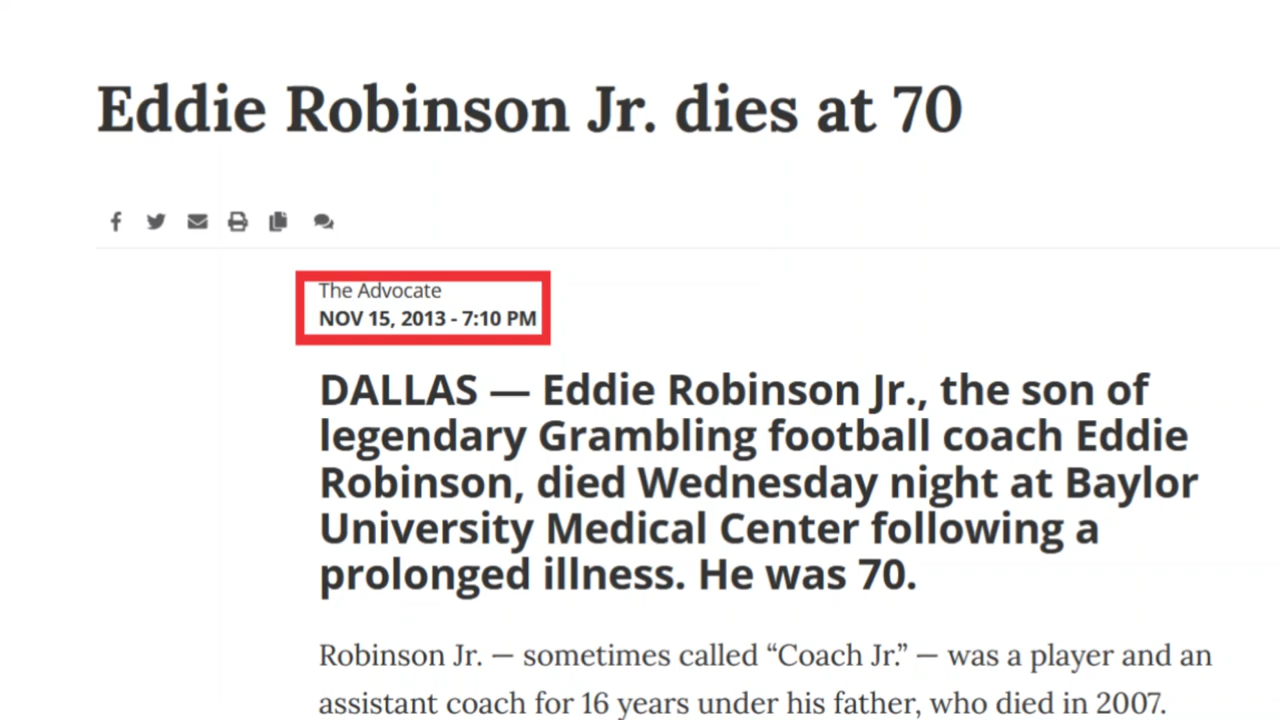 Eddie Robinson Jr. dies at 70
The Advocate
NOV 15, 2013 - 7:10 PM
DALLAS — Eddie Robinson Jr., the son of
legendary Grambling football coach Eddie
Robinson, died Wednesday night at Baylor
University Medical Center following a
prolonged illness. He was 70.
Robinson Jr. — sometimes called “Coach Jr.” — was a player and an
assistant coach for 16 years under his father, who died in 2007.